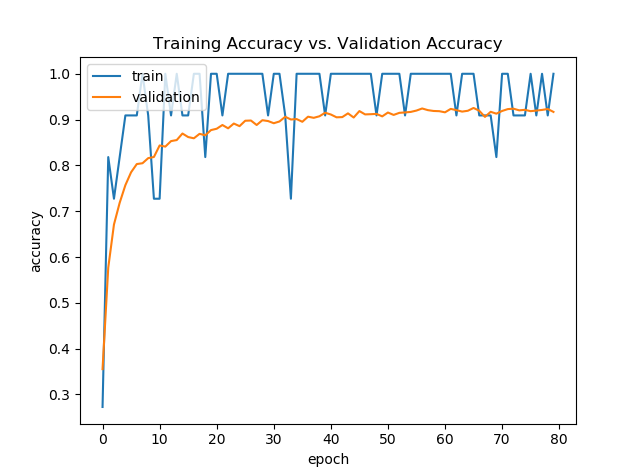 Training Accuracy vs. Validation Accuracy
train
validation
accuracy
1.0
0.9
0.8
0.7
0.6
0.5
0.4
0.3
0 10 20 30 40 50 60 70 80
epoch